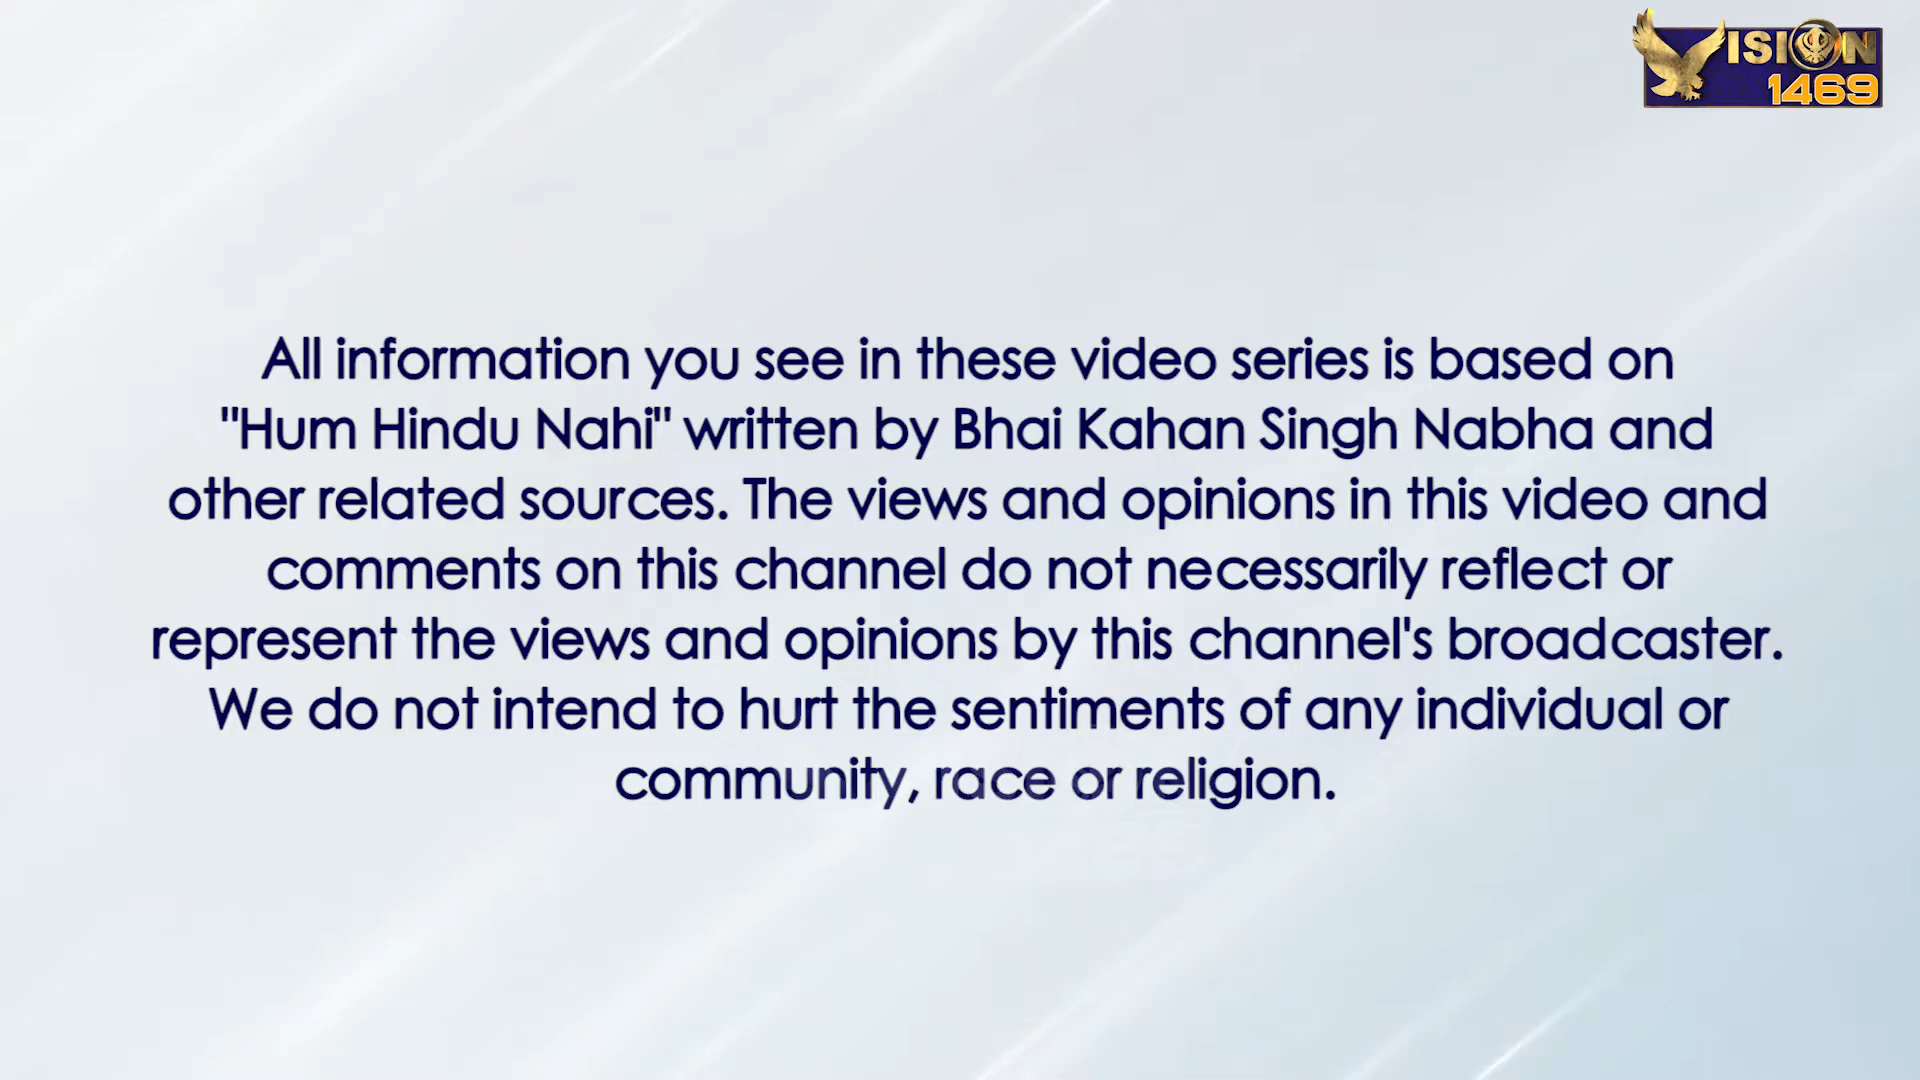 VISION
1469
All information you see in these video series is based on
"Hum Hindu Nahi" written by Bhai Kahan Singh Nabha and
other related sources. The views and opinions in this video and
comments on this channel do not necessarily reflect or
represent the views and opinions by this channel's broadcaster.
We do not intend to hurt the sentiments of any individual or
community, race or religion.